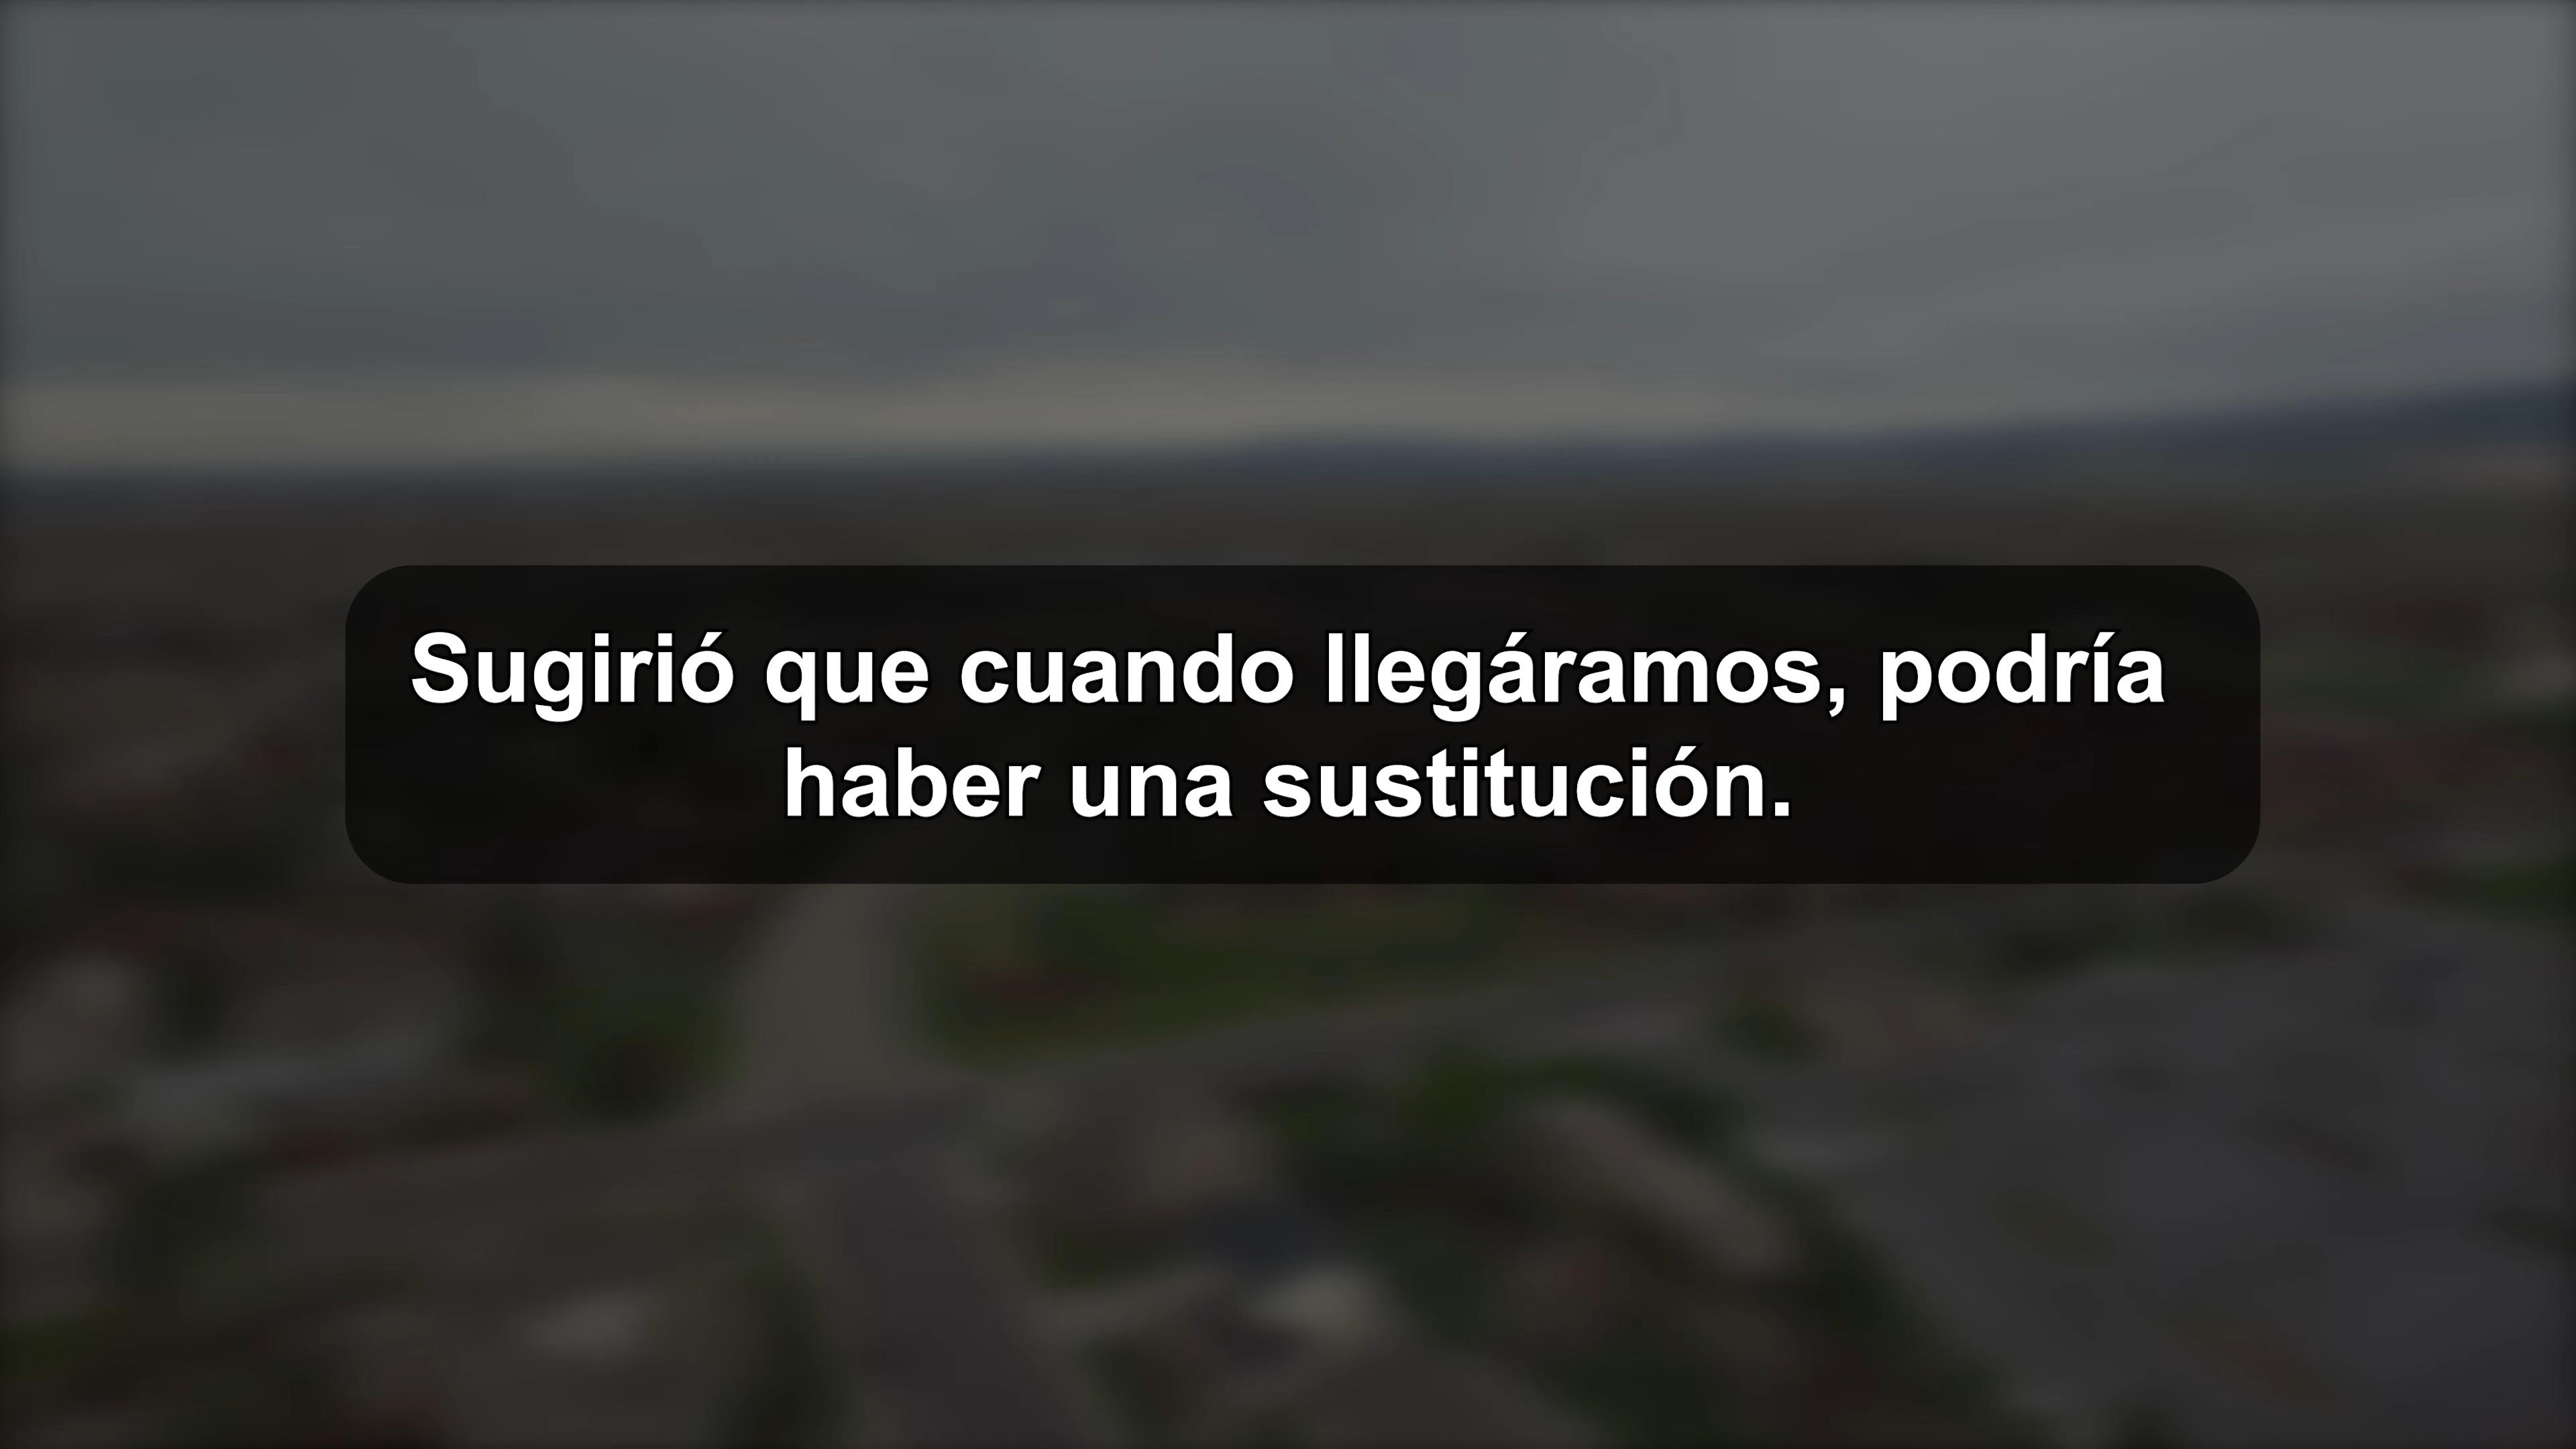 Sugirió que cuando llegáramos, podría
haber una sustitución.